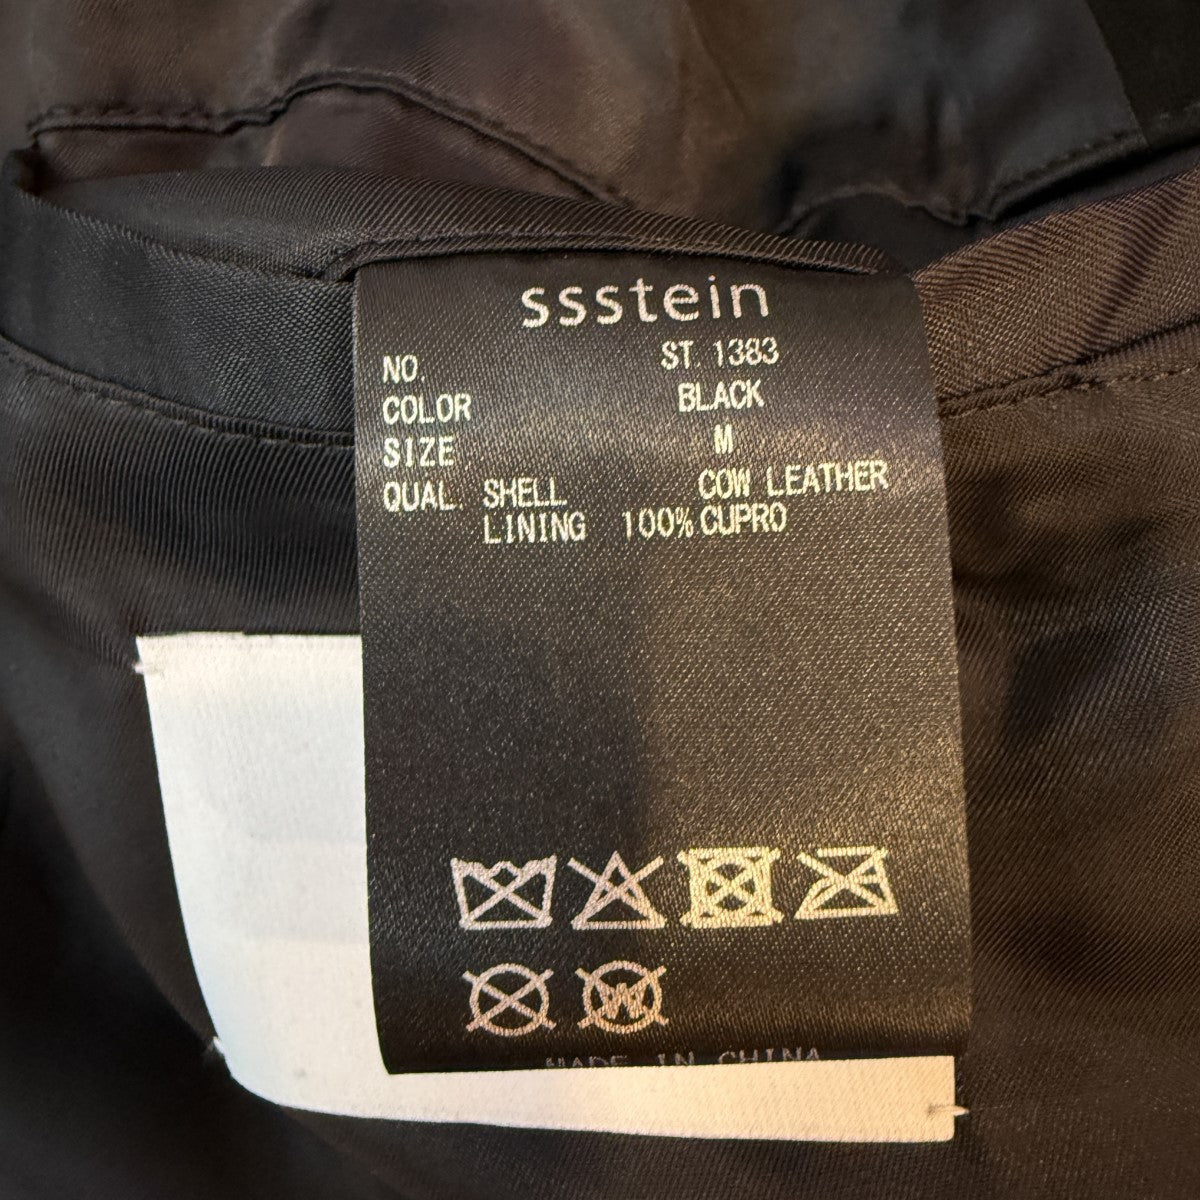 ssstein
NO. ST. 1383
COLOR BLACK
SIZE M
QUAL. SHELL COW LEATHER
LINING 100% CUPRO
W
MADE IN CHINA